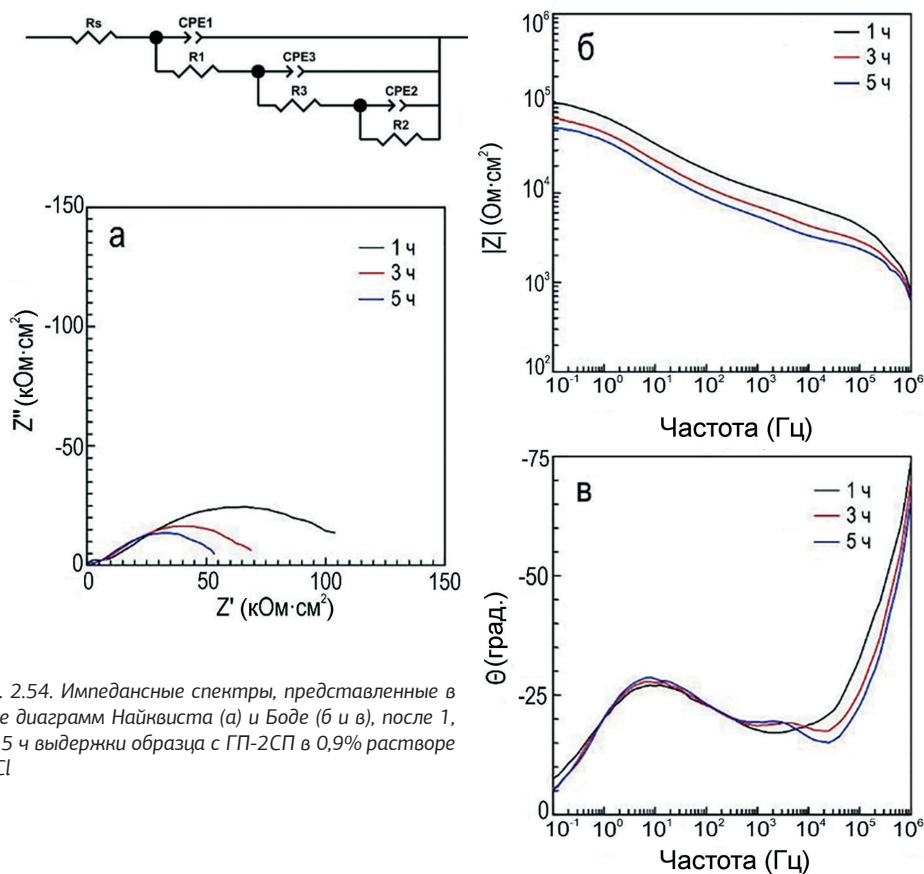 Rs
CPE1
R1
CPE3
R3
CPE2
R2
а
1 ч
3 ч
5 ч
-150
-100
-50
0
Z'' (кОм·см²)
0 50 100 150
Z' (кОм·см²)
. 2.54. Импедансные спектры, представленные в
е диаграмм Найквиста (а) и Боде (б и в), после 1,
5 ч выдержки образца с ГП-2СП в 0,9% растворе
Cl
б
1 ч
3 ч
5 ч
10⁶
10⁵
10⁴
10³
10²
|Z| (Ом·см²)
10⁻¹ 10⁰ 10¹ 10² 10³ 10⁴ 10⁵ 10⁶
Частота (Гц)
в
1 ч
3 ч
5 ч
-75
-50
-25
0
Θ (град.)
10⁻¹ 10⁰ 10¹ 10² 10³ 10⁴ 10⁵ 10⁶
Частота (Гц)